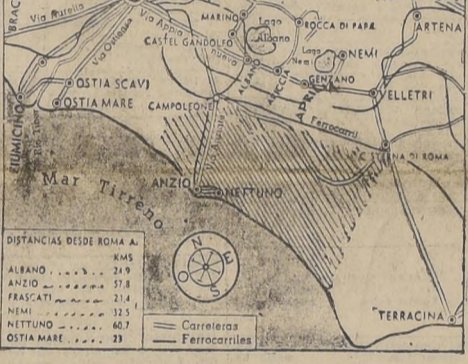 BRAC
Via Aurelia
Via Ostiense
Via Appia nuova
MARINO
Lago Albano
ROCCA DI PAPA
ARTENA
CASTEL GANDOLFO
Lago Nemi
NEMI
ALBANO
ARICCIA
GENZANO
OSTIA SCAVI
OSTIA MARE
FIUMICINO
CAMPOLEONE
VELLETRI
Ferrocarril
CISTERNA DI ROMA
Mar Tirreno
ANZIO
NETTUNO
N
E
S
O
DISTANCIAS DESDE ROMA A.
KMS
ALBANO 24,9
ANZIO 57,8
FRASCATI 21,4
NEMI 32,5
NETTUNO 60,7
OSTIA MARE 23
Carreteras
Ferrocarriles
TERRACINA